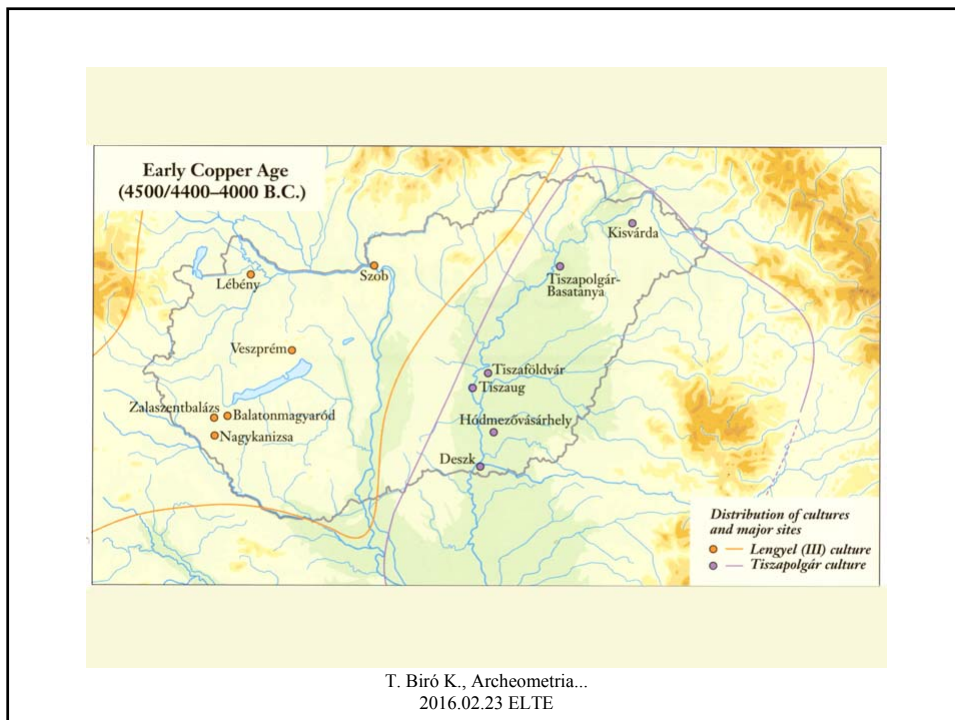 Early Copper Age
(4500/4400–4000 B.C.)
Kisvárda
Szob
Tiszapolgár-
Basatanya
Lébény
Veszprém
Tiszaföldvár
Tiszaug
Zalaszentbalázs
Balatonmagyaród
Hódmezővásárhely
Nagykanizsa
Deszk
Distribution of cultures
and major sites
Lengyel (III) culture
Tiszapolgár culture
T. Biró K., Archeometria...
2016.02.23 ELTE